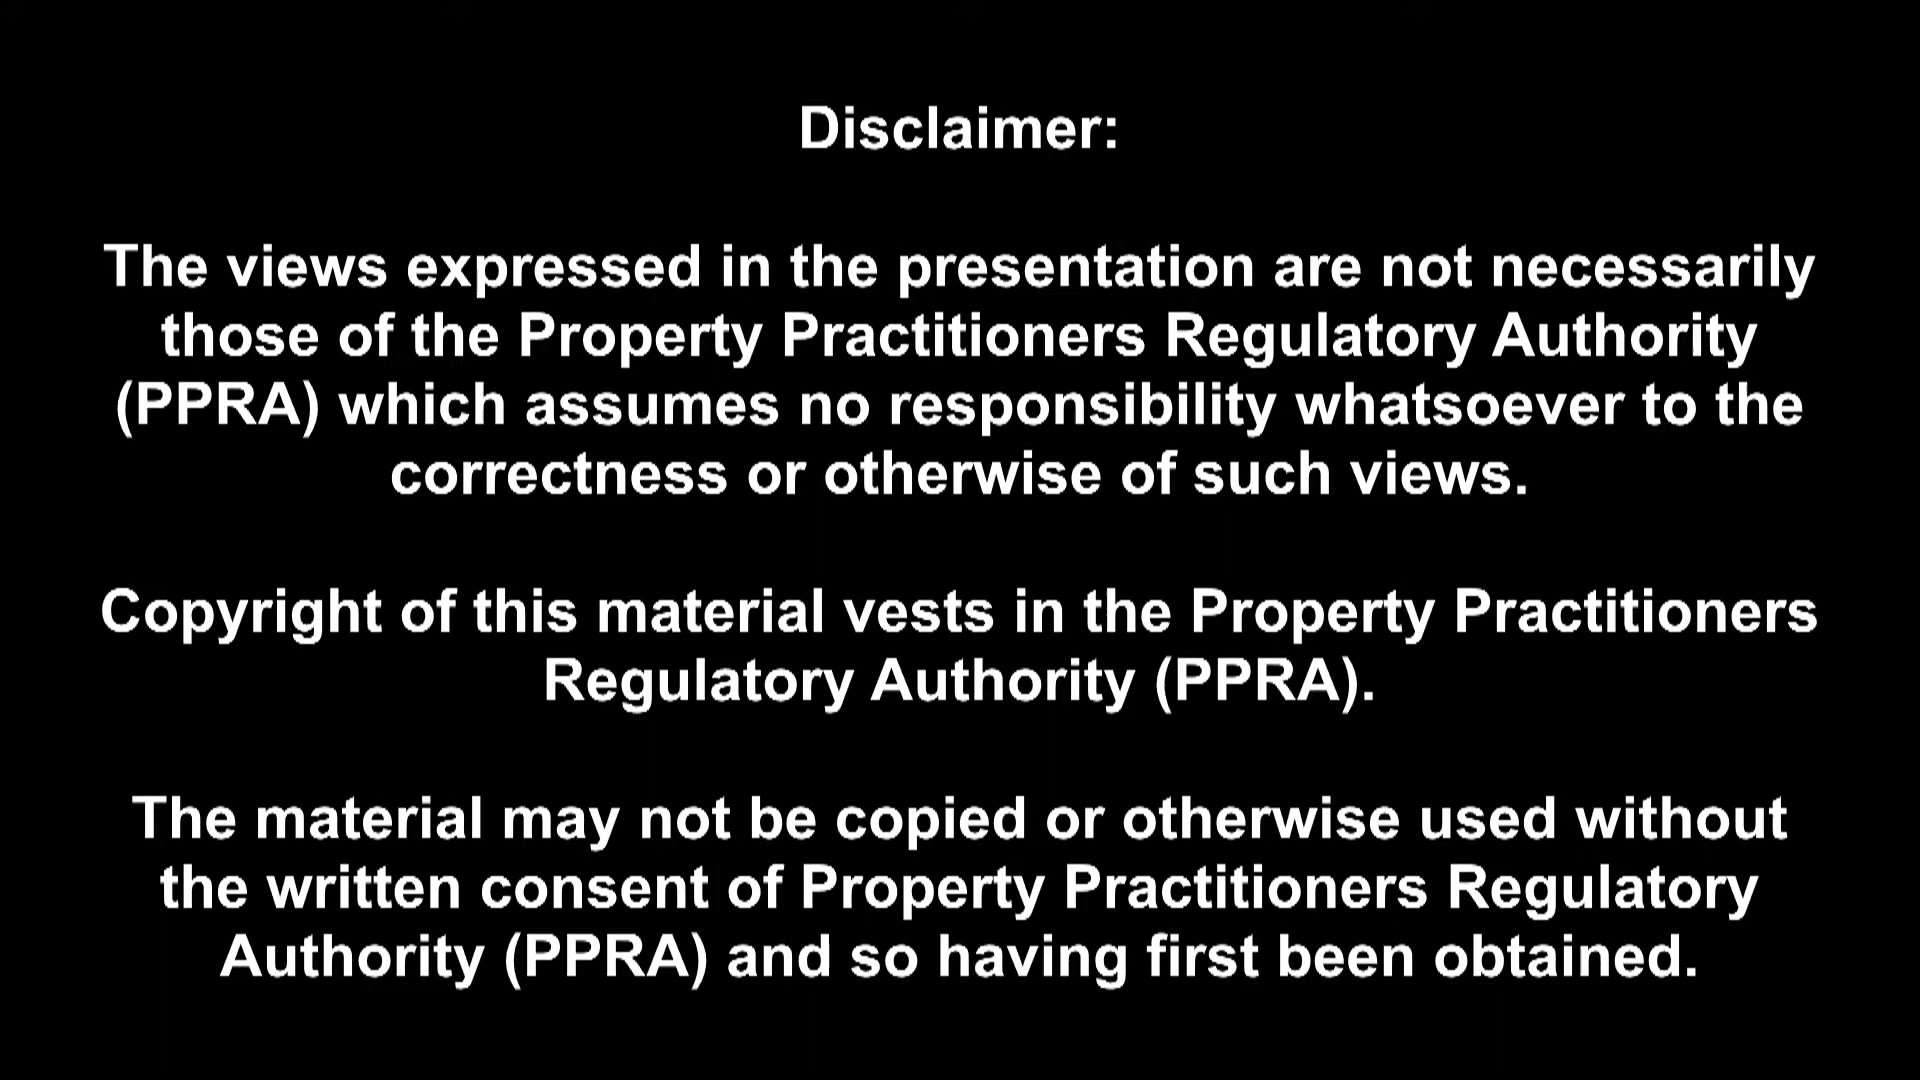 Disclaimer:
The views expressed in the presentation are not necessarily
those of the Property Practitioners Regulatory Authority
(PPRA) which assumes no responsibility whatsoever to the
correctness or otherwise of such views.
Copyright of this material vests in the Property Practitioners
Regulatory Authority (PPRA).
The material may not be copied or otherwise used without
the written consent of Property Practitioners Regulatory
Authority (PPRA) and so having first been obtained.